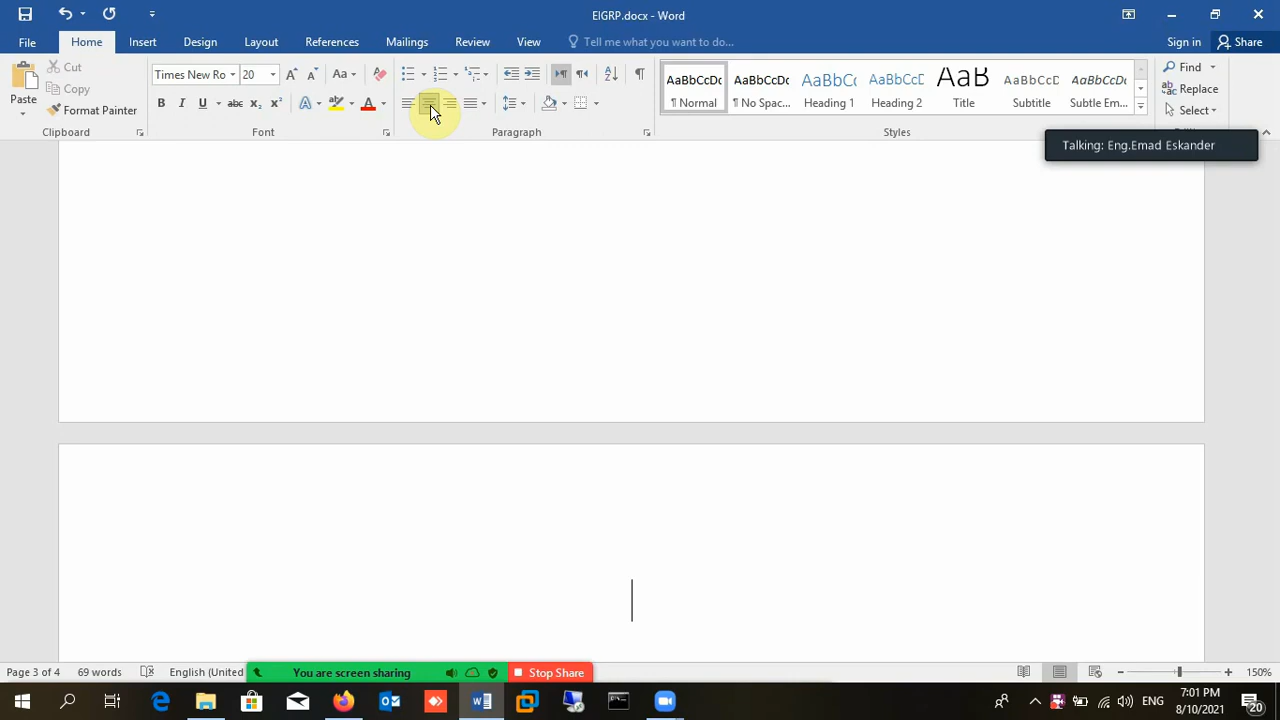 EIGRP.docx - Word
File Home Insert Design Layout References Mailings Review View Tell me what you want to do... Sign in Share
Paste
Cut
Copy
Format Painter
Clipboard
Times New Ro 20
Font
Paragraph
AaBbCcDc AaBbCcDc AaBbCc AaBbCcD AaB AaBbCcD AaBbCcDc
¶ Normal ¶ No Spac... Heading 1 Heading 2 Title Subtitle Subtle Em...
Styles
Find
Replace
Select
Talking: Eng.Emad Eskander
Page 3 of 4 69 words English (United You are screen sharing Stop Share 150%
ENG
7:01 PM
8/10/2021
20